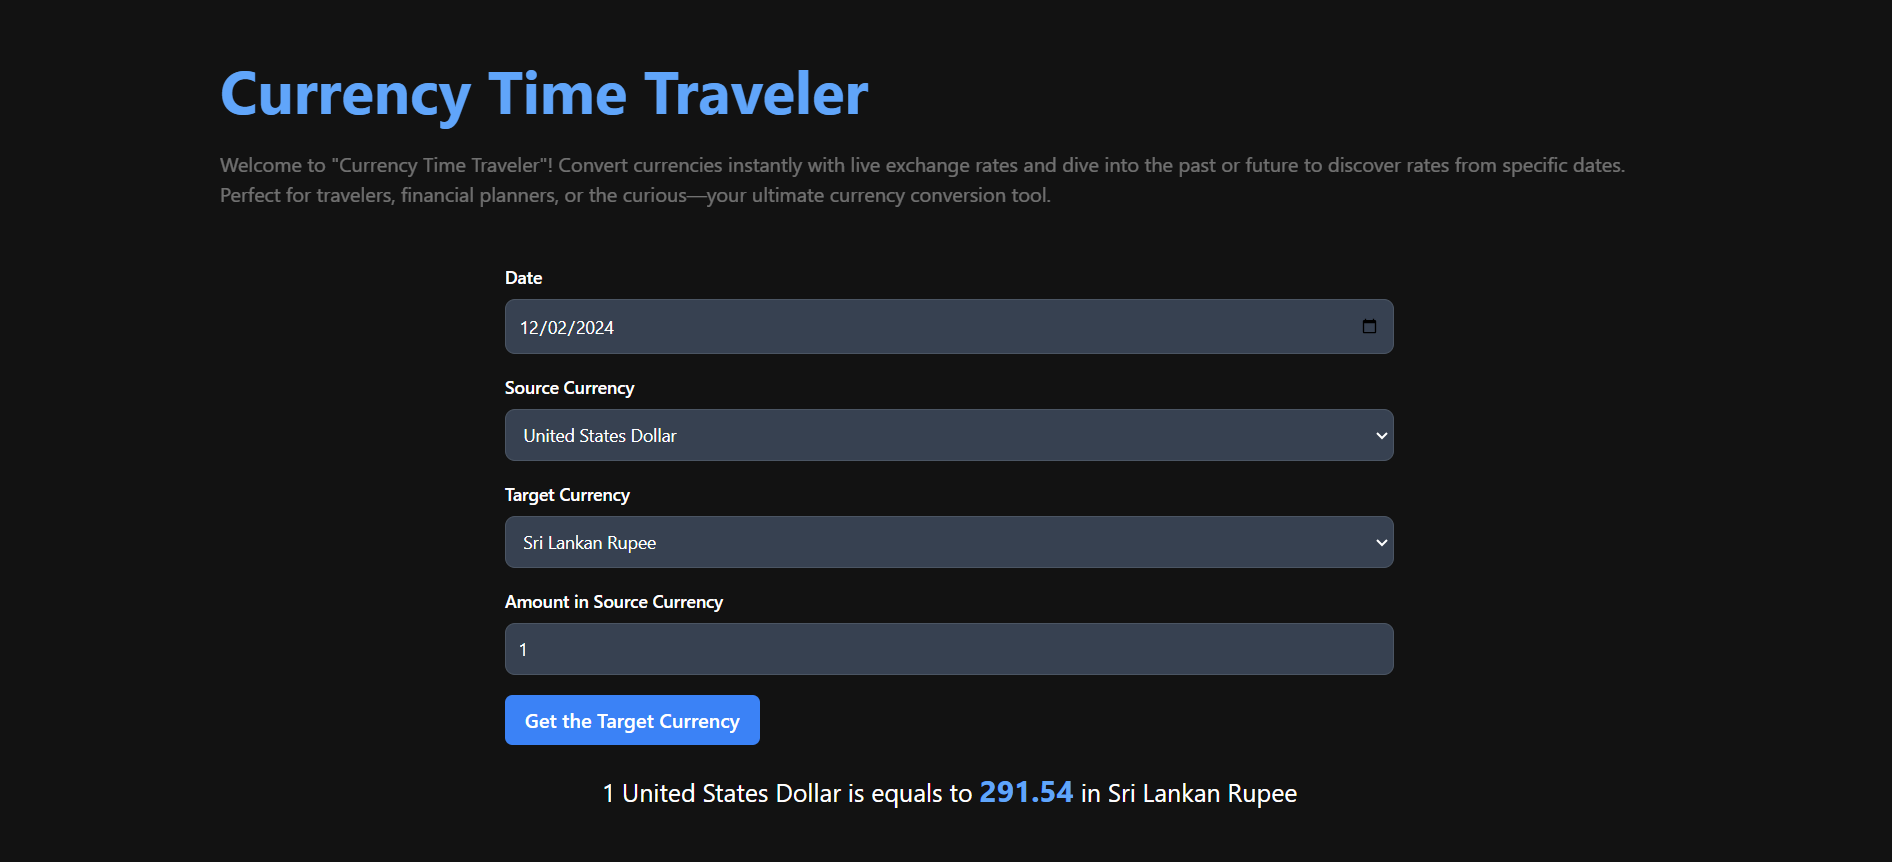 Currency Time Traveler
Welcome to "Currency Time Traveler"! Convert currencies instantly with live exchange rates and dive into the past or future to discover rates from specific dates.
Perfect for travelers, financial planners, or the curious—your ultimate currency conversion tool.
Date
12/02/2024
Source Currency
United States Dollar
Target Currency
Sri Lankan Rupee
Amount in Source Currency
1
Get the Target Currency
1 United States Dollar is equals to 291.54 in Sri Lankan Rupee